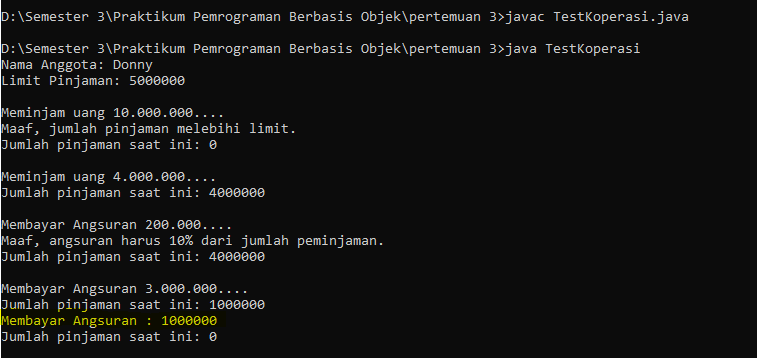 D:\Semester 3\Praktikum Pemrograman Berbasis Objek\pertemuan 3>javac TestKoperasi.java
D:\Semester 3\Praktikum Pemrograman Berbasis Objek\pertemuan 3>java TestKoperasi
Nama Anggota: Donny
Limit Pinjaman: 5000000
Meminjam uang 10.000.000....
Maaf, jumlah pinjaman melebihi limit.
Jumlah pinjaman saat ini: 0
Meminjam uang 4.000.000....
Jumlah pinjaman saat ini: 4000000
Membayar Angsuran 200.000....
Maaf, angsuran harus 10% dari jumlah peminjaman.
Jumlah pinjaman saat ini: 4000000
Membayar Angsuran 3.000.000....
Jumlah pinjaman saat ini: 1000000
Membayar Angsuran : 1000000
Jumlah pinjaman saat ini: 0